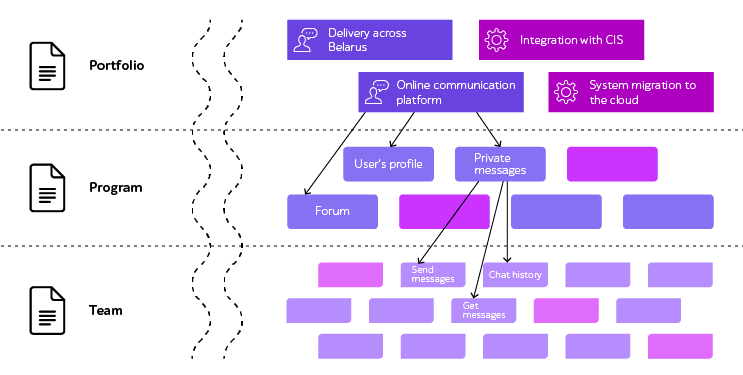 Portfolio
Delivery across
Belarus
Integration with CIS
Online communication
platform
System migration to
the cloud
Program
User's profile
Private
messages
Forum
Team
Send
messages
Chat history
Get
messages